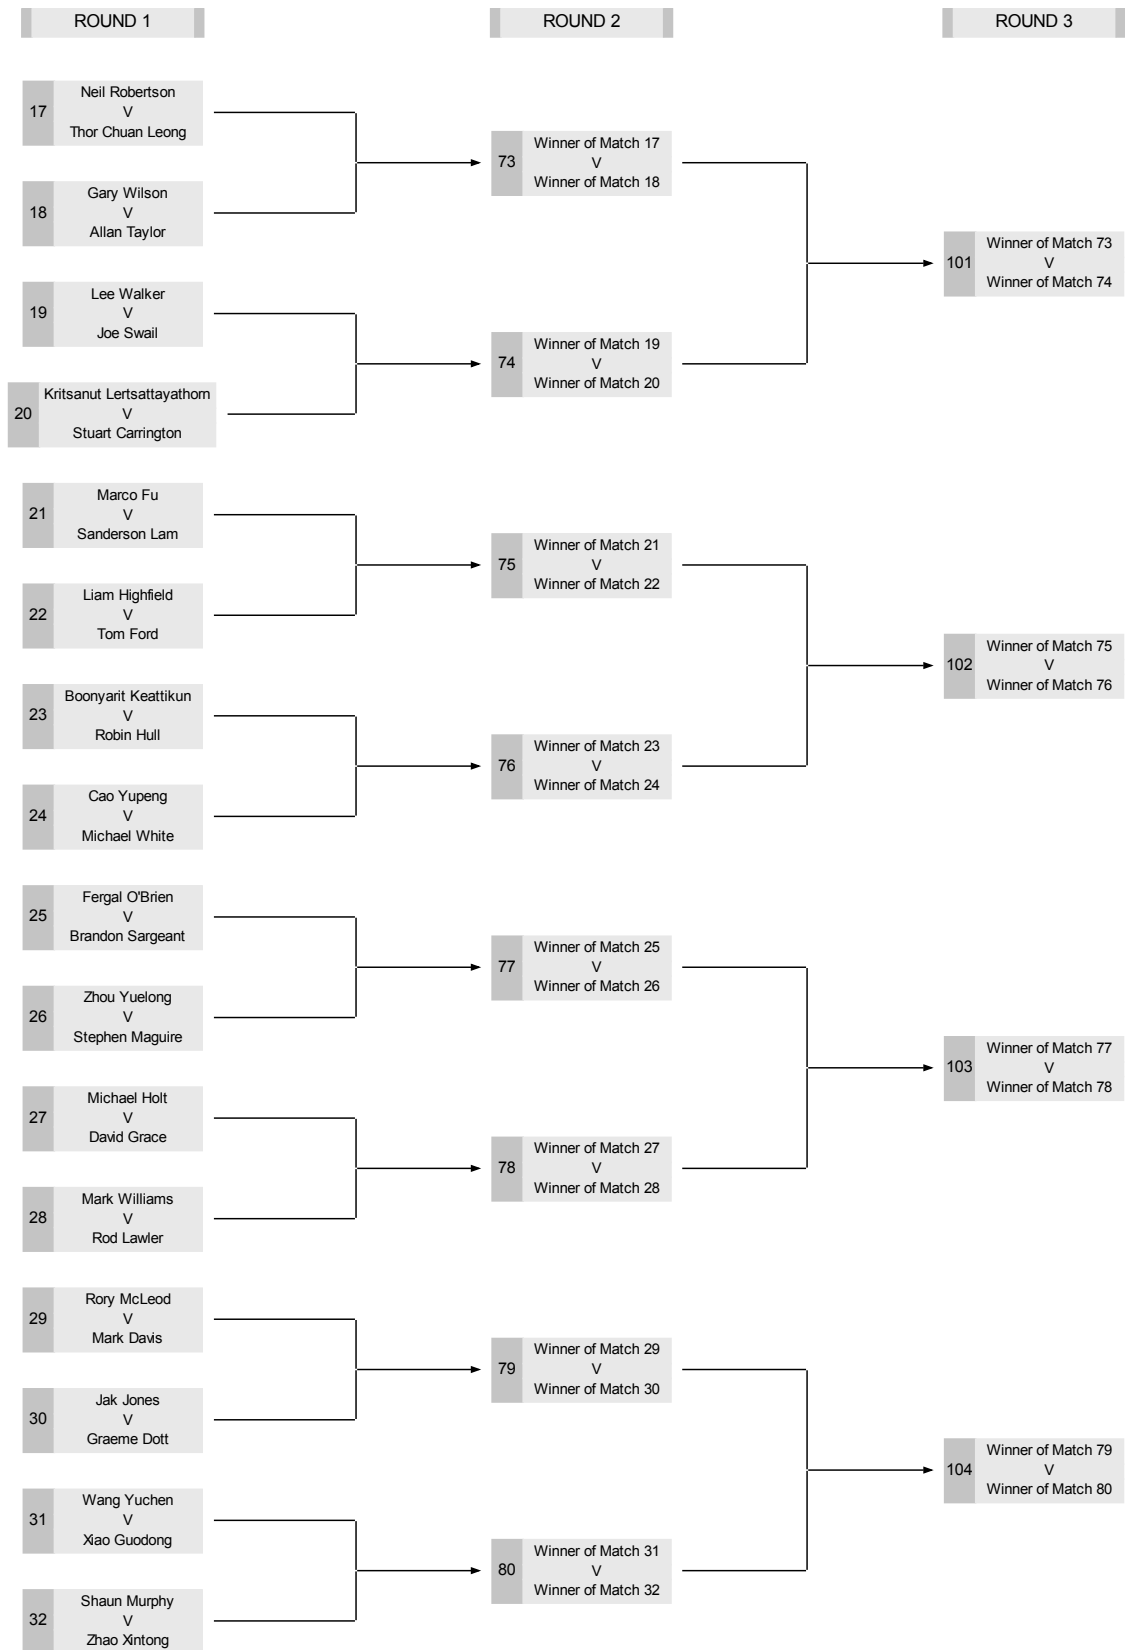 ROUND 1
ROUND 2
ROUND 3
17
Neil Robertson
V
Thor Chuan Leong
18
Gary Wilson
V
Allan Taylor
19
Lee Walker
V
Joe Swail
20
Kritsanut Lertsattayathorn
V
Stuart Carrington
21
Marco Fu
V
Sanderson Lam
22
Liam Highfield
V
Tom Ford
23
Boonyarit Keattikun
V
Robin Hull
24
Cao Yupeng
V
Michael White
25
Fergal O'Brien
V
Brandon Sargeant
26
Zhou Yuelong
V
Stephen Maguire
27
Michael Holt
V
David Grace
28
Mark Williams
V
Rod Lawler
29
Rory McLeod
V
Mark Davis
30
Jak Jones
V
Graeme Dott
31
Wang Yuchen
V
Xiao Guodong
32
Shaun Murphy
V
Zhao Xintong
73
Winner of Match 17
V
Winner of Match 18
74
Winner of Match 19
V
Winner of Match 20
75
Winner of Match 21
V
Winner of Match 22
76
Winner of Match 23
V
Winner of Match 24
77
Winner of Match 25
V
Winner of Match 26
78
Winner of Match 27
V
Winner of Match 28
79
Winner of Match 29
V
Winner of Match 30
80
Winner of Match 31
V
Winner of Match 32
101
Winner of Match 73
V
Winner of Match 74
102
Winner of Match 75
V
Winner of Match 76
103
Winner of Match 77
V
Winner of Match 78
104
Winner of Match 79
V
Winner of Match 80